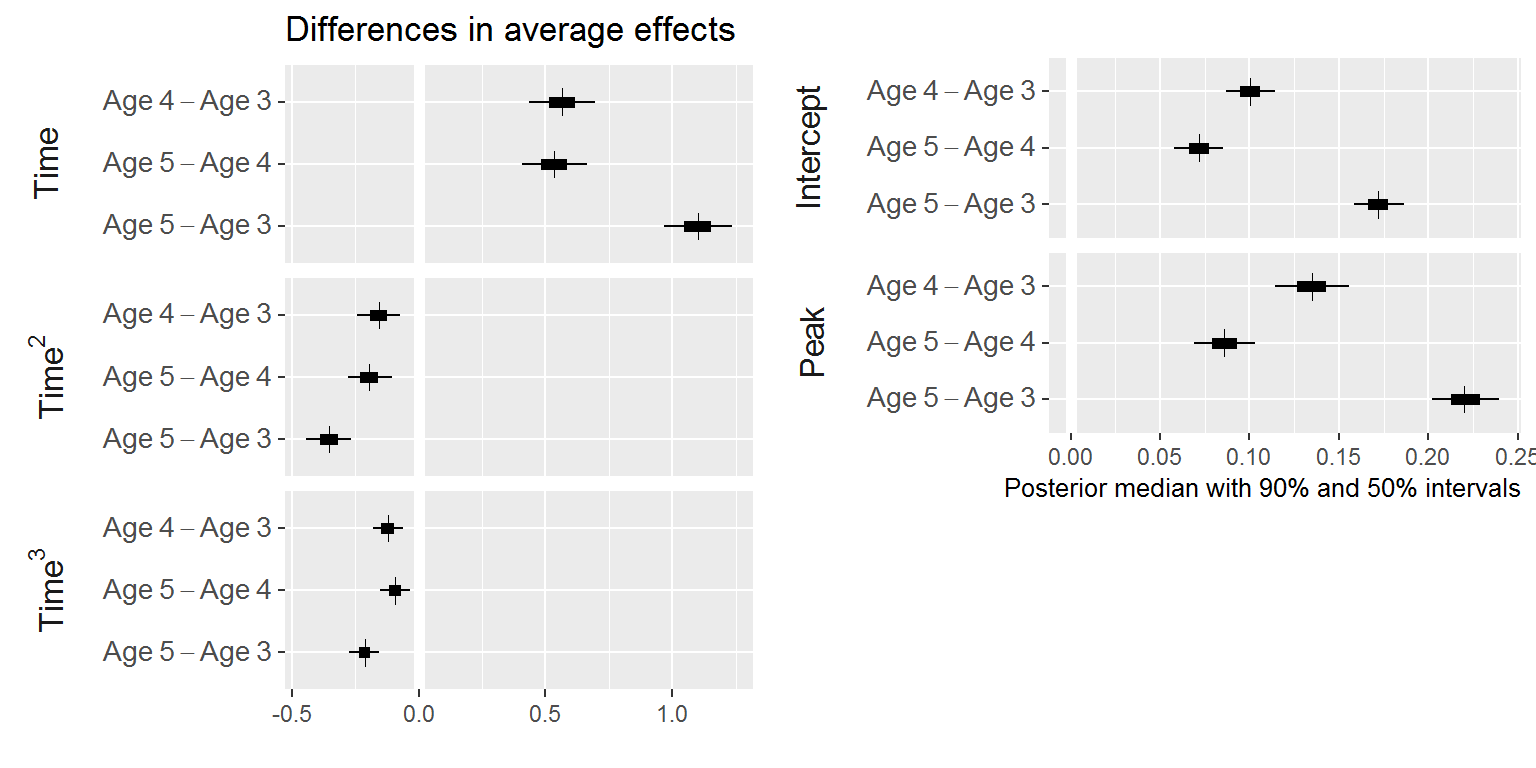 Differences in average effects
Time
Age 4 – Age 3
Age 5 – Age 4
Age 5 – Age 3
Time²
Age 4 – Age 3
Age 5 – Age 4
Age 5 – Age 3
Time³
Age 4 – Age 3
Age 5 – Age 4
Age 5 – Age 3
-0.5 0.0 0.5 1.0
Intercept
Age 4 – Age 3
Age 5 – Age 4
Age 5 – Age 3
Peak
Age 4 – Age 3
Age 5 – Age 4
Age 5 – Age 3
0.00 0.05 0.10 0.15 0.20 0.25
Posterior median with 90% and 50% intervals